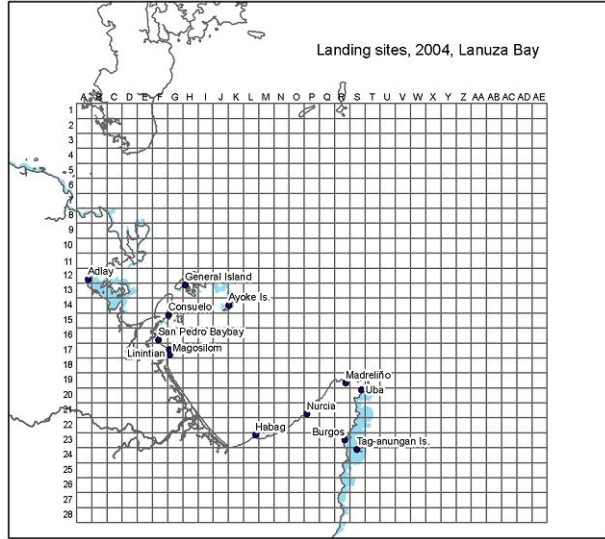 Landing sites, 2004, Lanuza Bay
A B C D E F G H I J K L M N O P Q R S T U V W X Y Z AA AB AC AD AE
1
2
3
4
5
6
7
8
9
10
11
12
Adlay
General Island
13
Ayoke Is.
14
Consuelo
15
San Pedro Baybay
16
Magosilom
Linintian
17
18
Madreliño
19
Uba
20
Nurcia
21
Habag
22
Burgos
23
Tag-anungan Is.
24
25
26
27
28